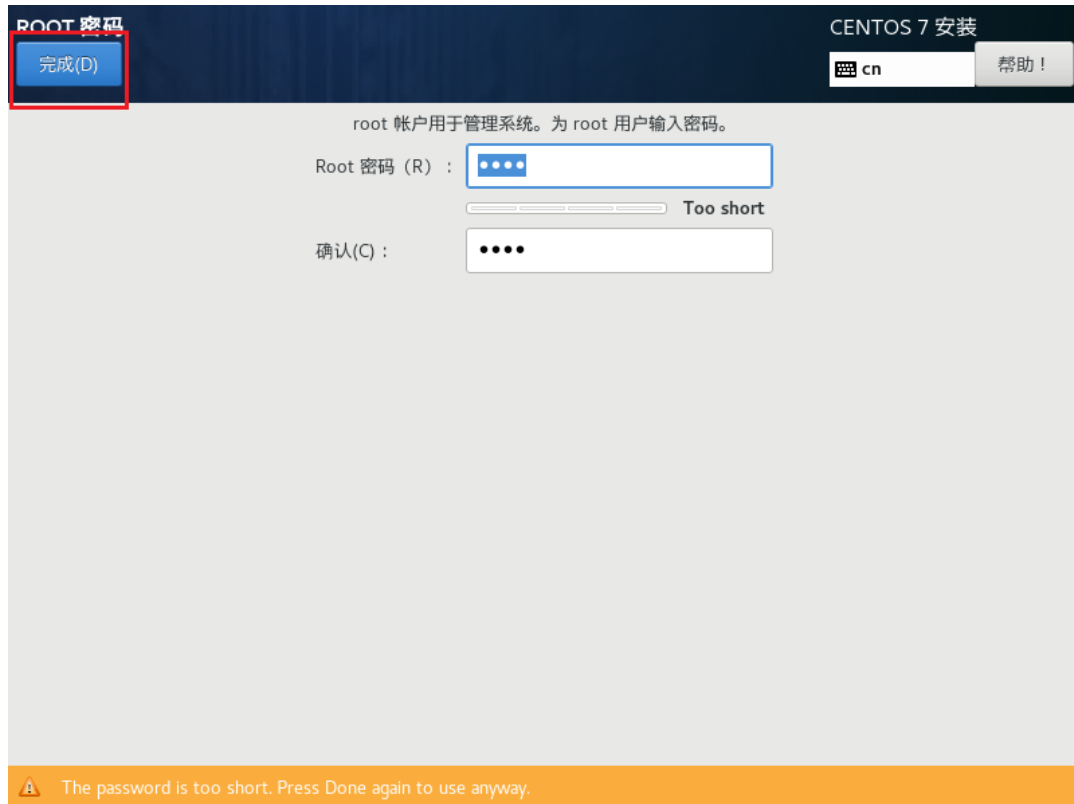 ROOT 密码
CENTOS 7 安装
完成(D)
cn
帮助！
root 帐户用于管理系统。为 root 用户输入密码。
Root 密码（R）：
••••
Too short
确认(C)：
••••
The password is too short. Press Done again to use anyway.